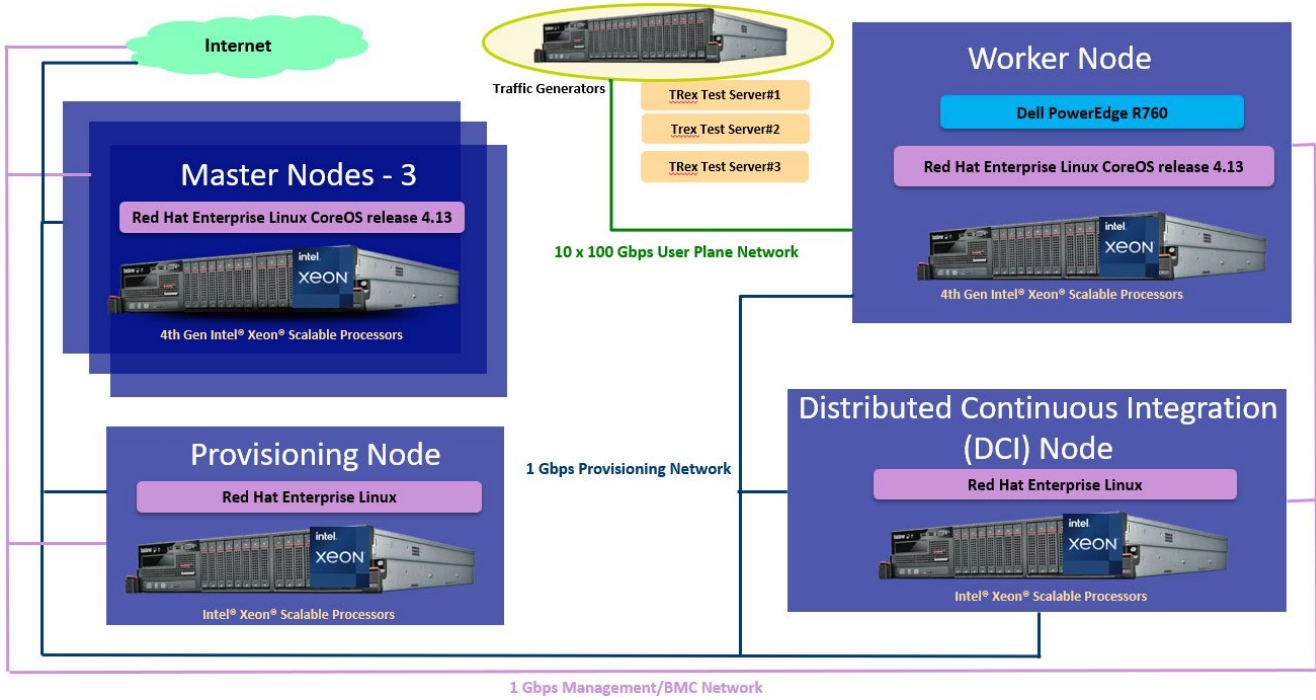 Internet
Traffic Generators
TRex Test Server#1
Trex Test Server#2
TRex Test Server#3
Worker Node
Dell PowerEdge R760
Red Hat Enterprise Linux CoreOS release 4.13
intel.
xeon
4th Gen Intel® Xeon® Scalable Processors
Master Nodes - 3
Red Hat Enterprise Linux CoreOS release 4.13
intel.
xeon
4th Gen Intel® Xeon® Scalable Processors
10 x 100 Gbps User Plane Network
Provisioning Node
Red Hat Enterprise Linux
intel.
xeon
Intel® Xeon® Scalable Processors
1 Gbps Provisioning Network
Distributed Continuous Integration
(DCI) Node
Red Hat Enterprise Linux
intel.
xeon
Intel® Xeon® Scalable Processors
1 Gbps Management/BMC Network